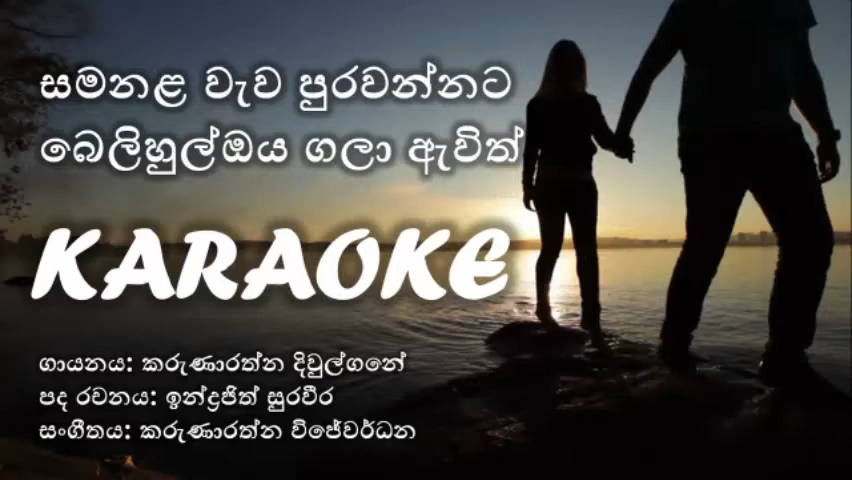 සමනළ වැව පුරවන්නට
බෙලිහුල්ඔය ගලා ඇවිත්
KARAOKE
ගායනය: කරුණාරත්න දිවුල්ගනේ
පද රචනය: ඉන්ද්‍රජිත් සුරවීර
සංගීතය: කරුණාරත්න විජේවර්ධන